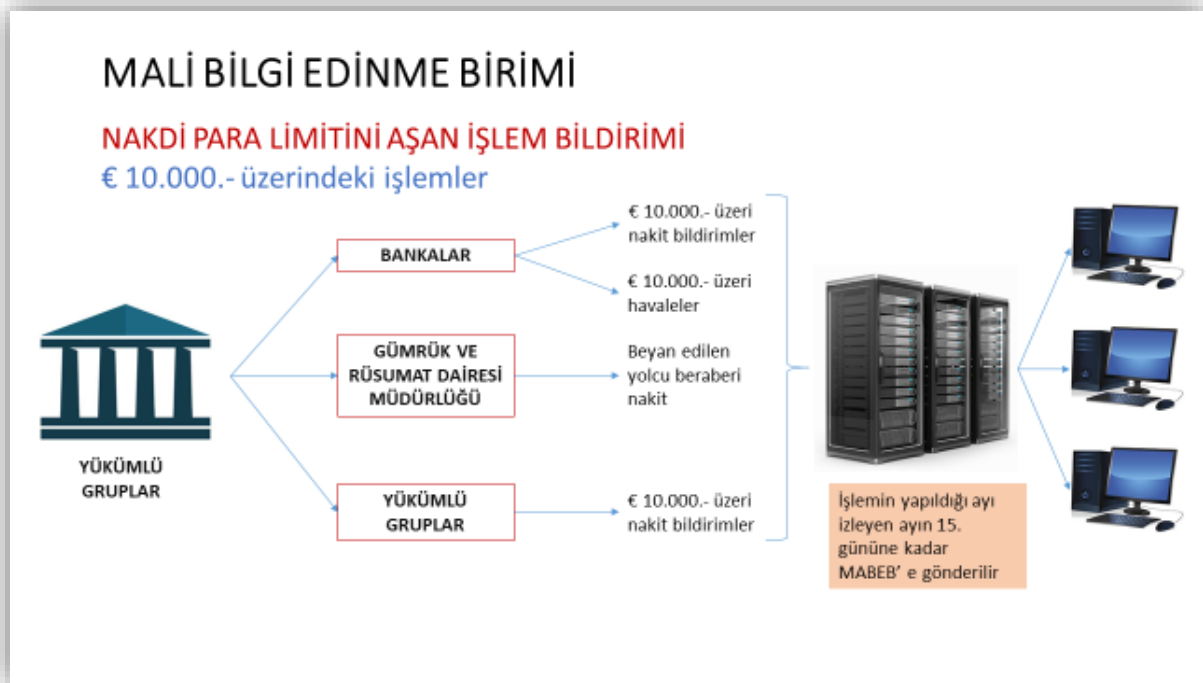 MALİ BİLGİ EDİNME BİRİMİ
NAKDİ PARA LİMİTİNİ AŞAN İŞLEM BİLDİRİMİ
€ 10.000.- üzerindeki işlemler
YÜKÜMLÜ
GRUPLAR
BANKALAR
€ 10.000.- üzeri
nakit bildirimler
€ 10.000.- üzeri
havaleler
GÜMRÜK VE
RÜSUMAT DAİRESİ
MÜDÜRLÜĞÜ
Beyan edilen
yolcu beraberi
nakit
YÜKÜMLÜ
GRUPLAR
€ 10.000.- üzeri
nakit bildirimler
İşlemin yapıldığı ayı
izleyen ayın 15.
gününe kadar
MABEB’ e gönderilir